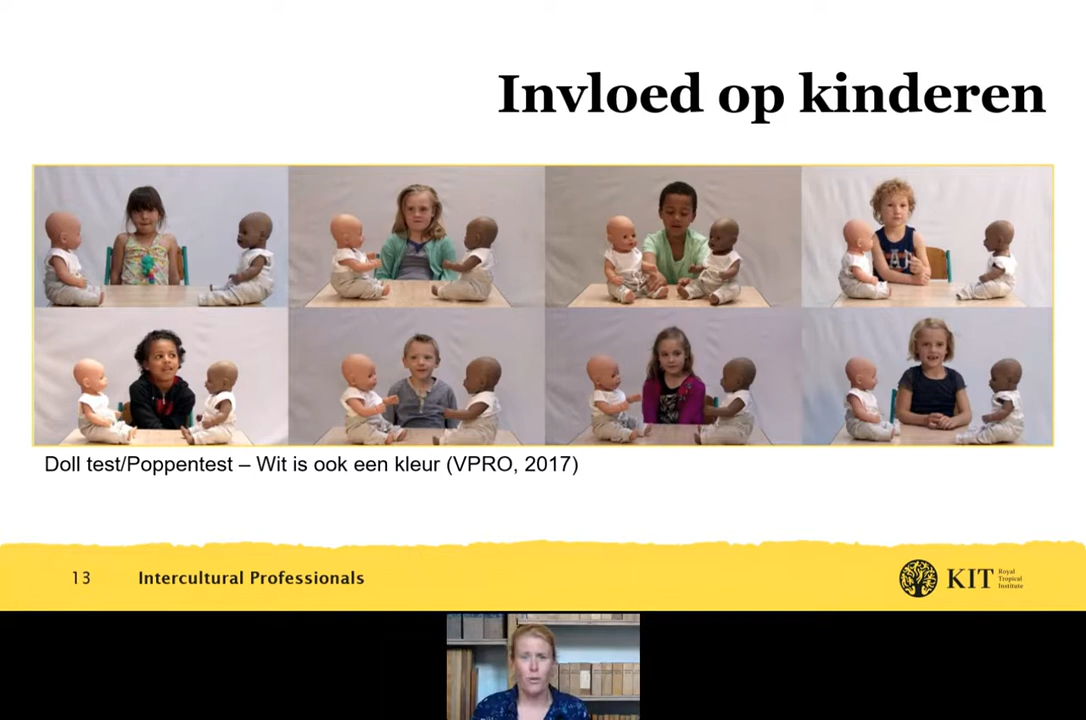 Invloed op kinderen
Doll test/Poppentest – Wit is ook een kleur (VPRO, 2017)
13 Intercultural Professionals
KIT
Royal
Tropical
Institute